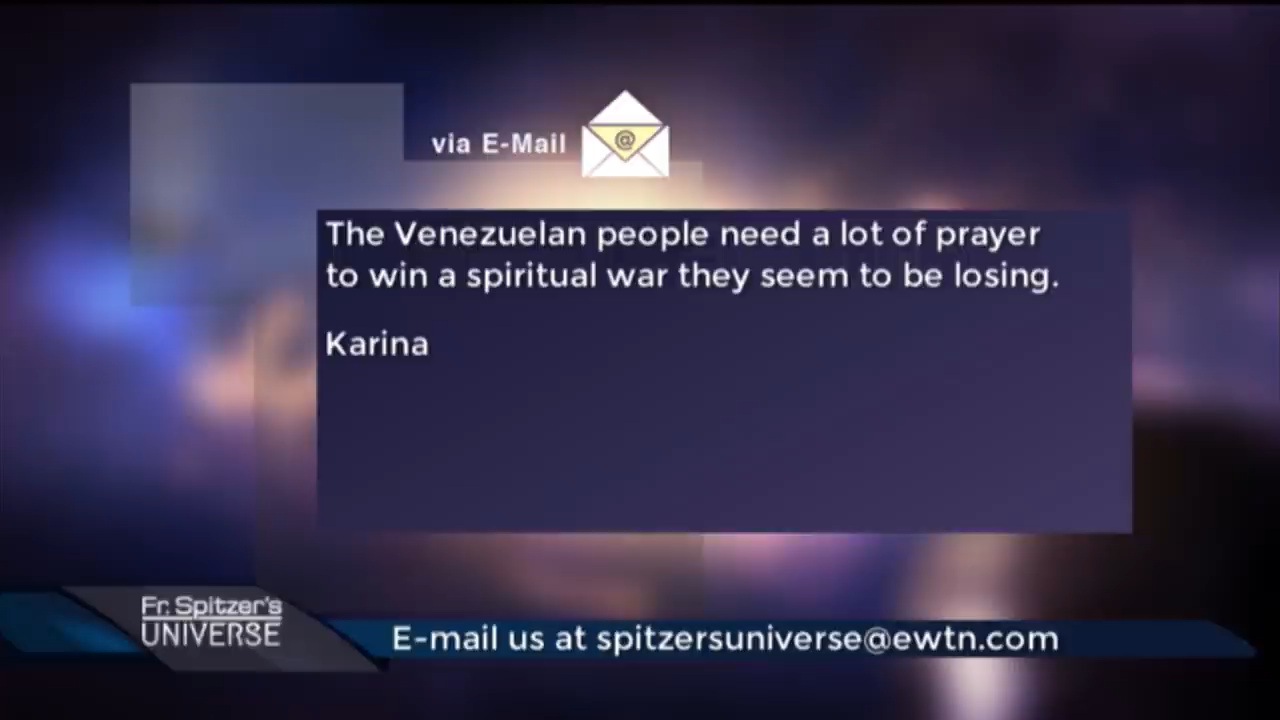 via E-Mail
@
The Venezuelan people need a lot of prayer
to win a spiritual war they seem to be losing.
Karina
Fr. Spitzer's
UNIVERSE
E-mail us at spitzersuniverse@ewtn.com